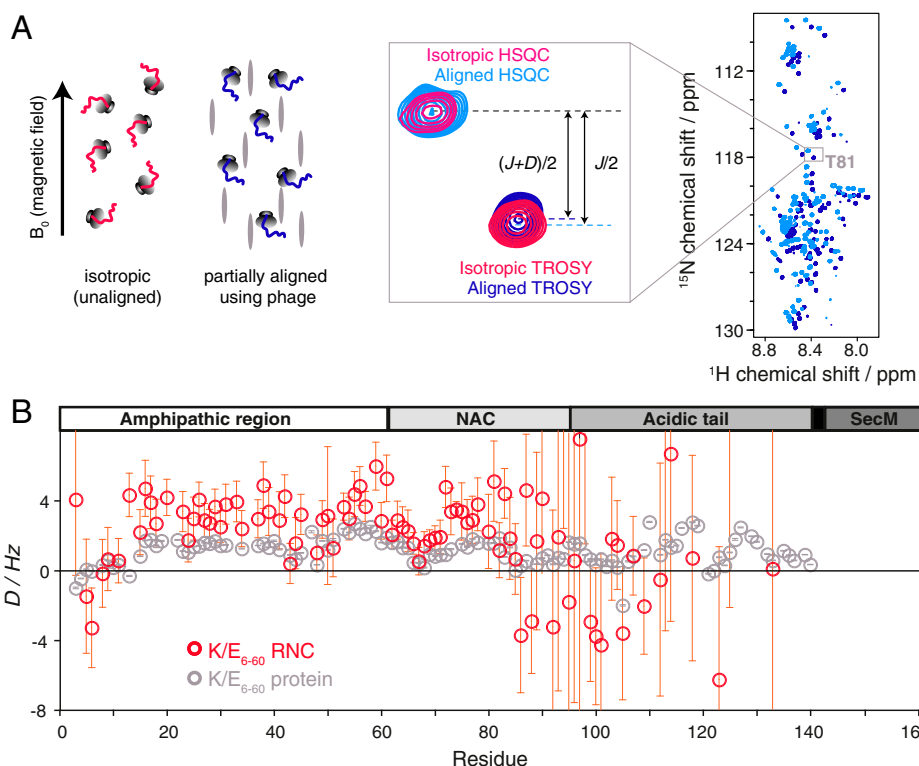 A
B0 (magnetic field)
isotropic
(unaligned)
partially aligned
using phage
Isotropic HSQC
Aligned HSQC
(J+D)/2
J/2
Isotropic TROSY
Aligned TROSY
15N chemical shift / ppm
112
118
124
130
T81
8.8
8.4
8.0
1H chemical shift / ppm
B
Amphipathic region
NAC
Acidic tail
SecM
D / Hz
4
0
-4
-8
K/E6-60 RNC
K/E6-60 protein
0
20
40
60
80
100
120
140
160
Residue